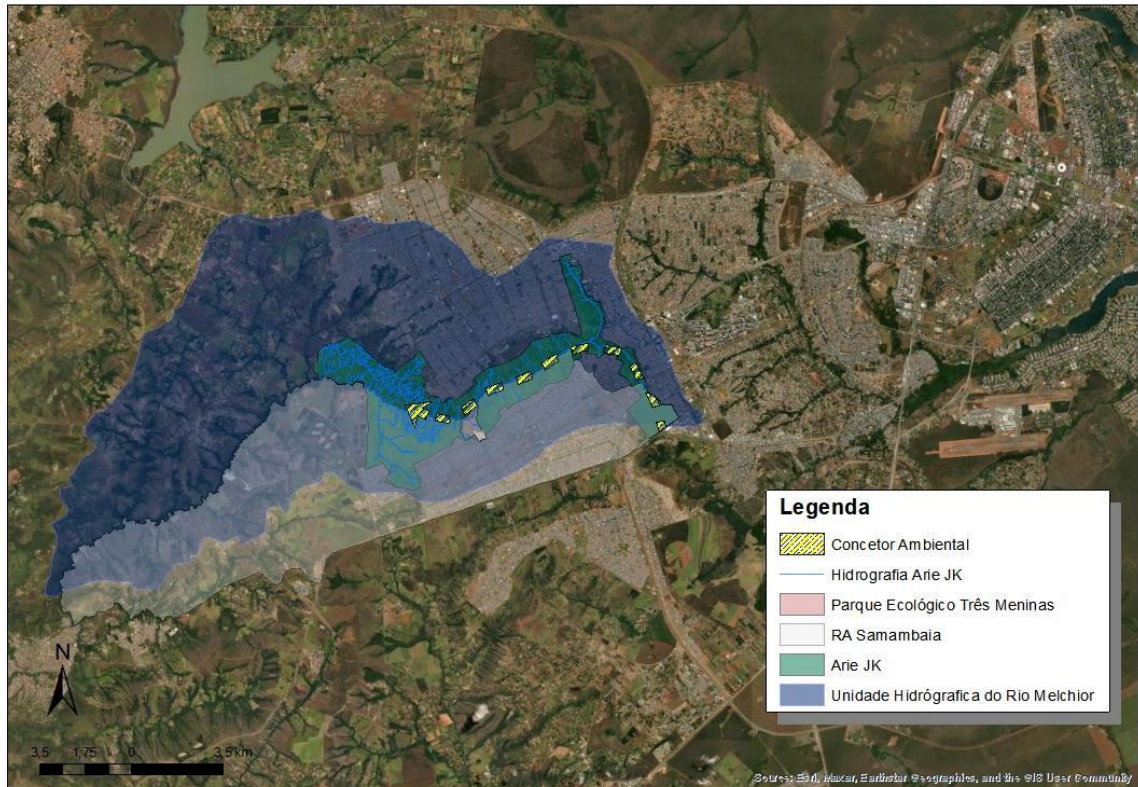 Legenda
Concetor Ambiental
Hidrografia Arie JK
Parque Ecológico Três Meninas
RA Samambaia
Arie JK
Unidade Hidrógrafica do Rio Melchior
N
3,5 1,75 0 3,5 km
Source: Esri, Maxar, Earthstar Geographics, and the GIS User Community